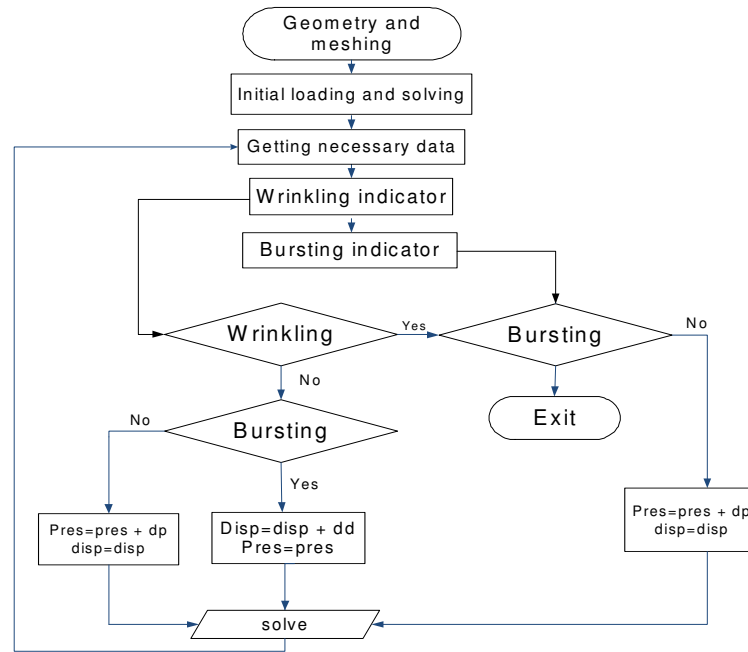 Geometry and
meshing
Initial loading and solving
Getting necessary data
Wrinkling indicator
Bursting indicator
Wrinkling
Yes
Bursting
No
No
Exit
No
Bursting
Yes
Pres=pres + dp
disp=disp
Disp=disp + dd
Pres=pres
Pres=pres + dp
disp=disp
solve